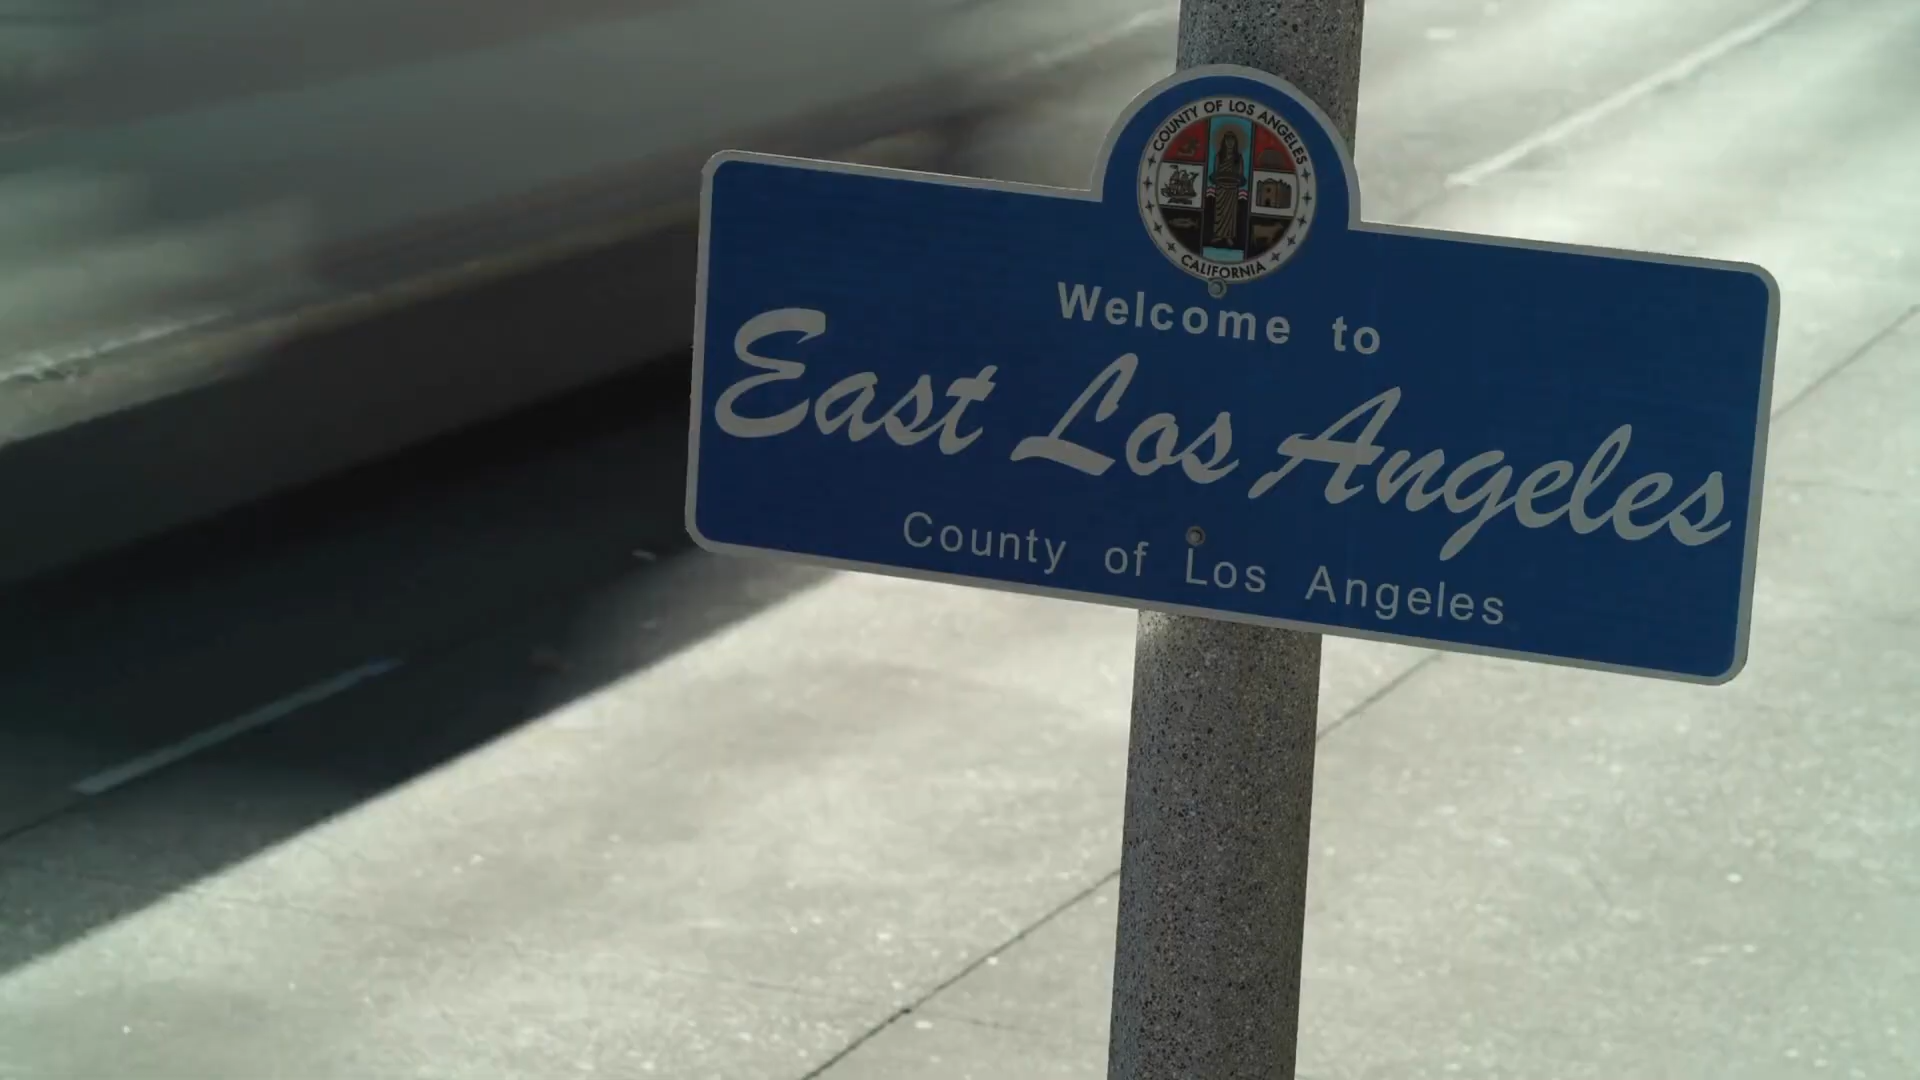 COUNTY OF LOS ANGELES
CALIFORNIA
Welcome to
East Los Angeles
County of Los Angeles